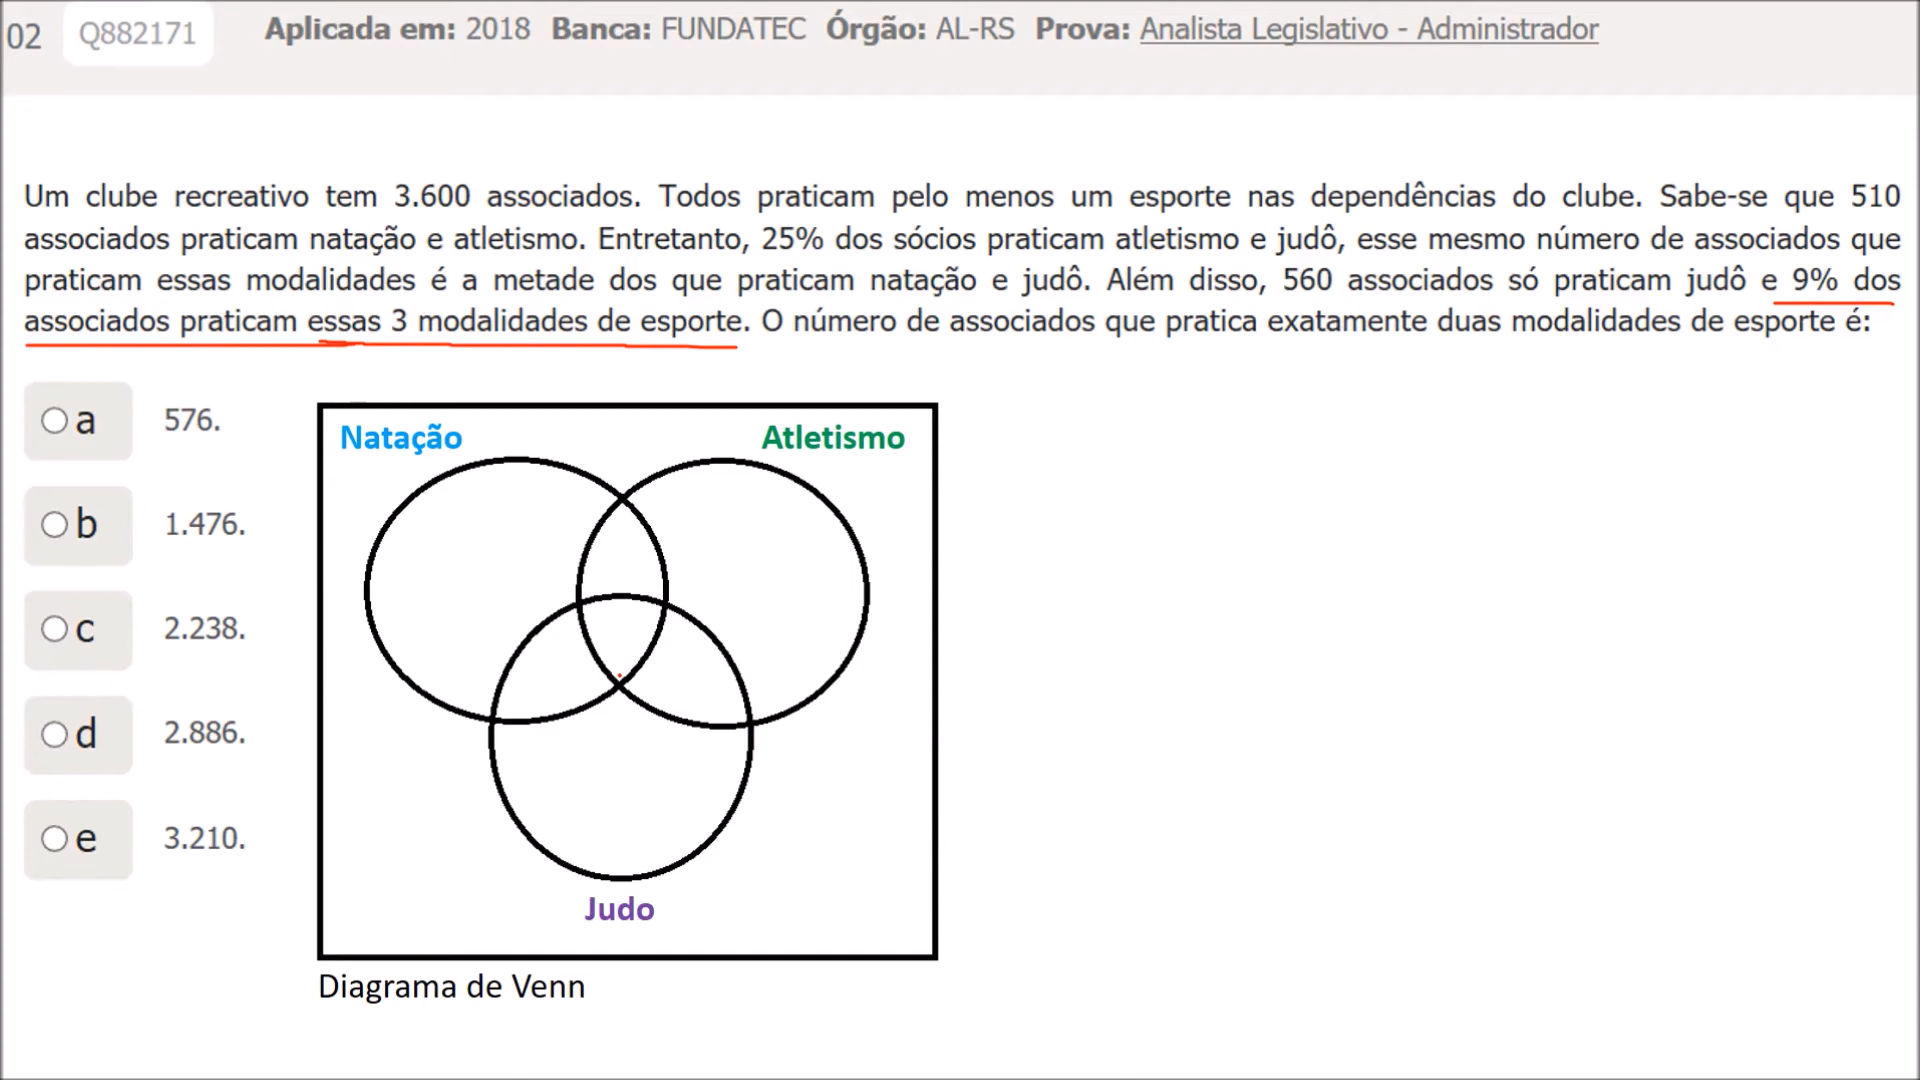 02 Q882171 Aplicada em: 2018 Banca: FUNDATEC Órgão: AL-RS Prova: Analista Legislativo - Administrador
Um clube recreativo tem 3.600 associados. Todos praticam pelo menos um esporte nas dependências do clube. Sabe-se que 510
associados praticam natação e atletismo. Entretanto, 25% dos sócios praticam atletismo e judô, esse mesmo número de associados que
praticam essas modalidades é a metade dos que praticam natação e judô. Além disso, 560 associados só praticam judô e 9% dos
associados praticam essas 3 modalidades de esporte. O número de associados que pratica exatamente duas modalidades de esporte é:
a 576.
b 1.476.
c 2.238.
d 2.886.
e 3.210.
Natação
Atletismo
Judo
Diagrama de Venn